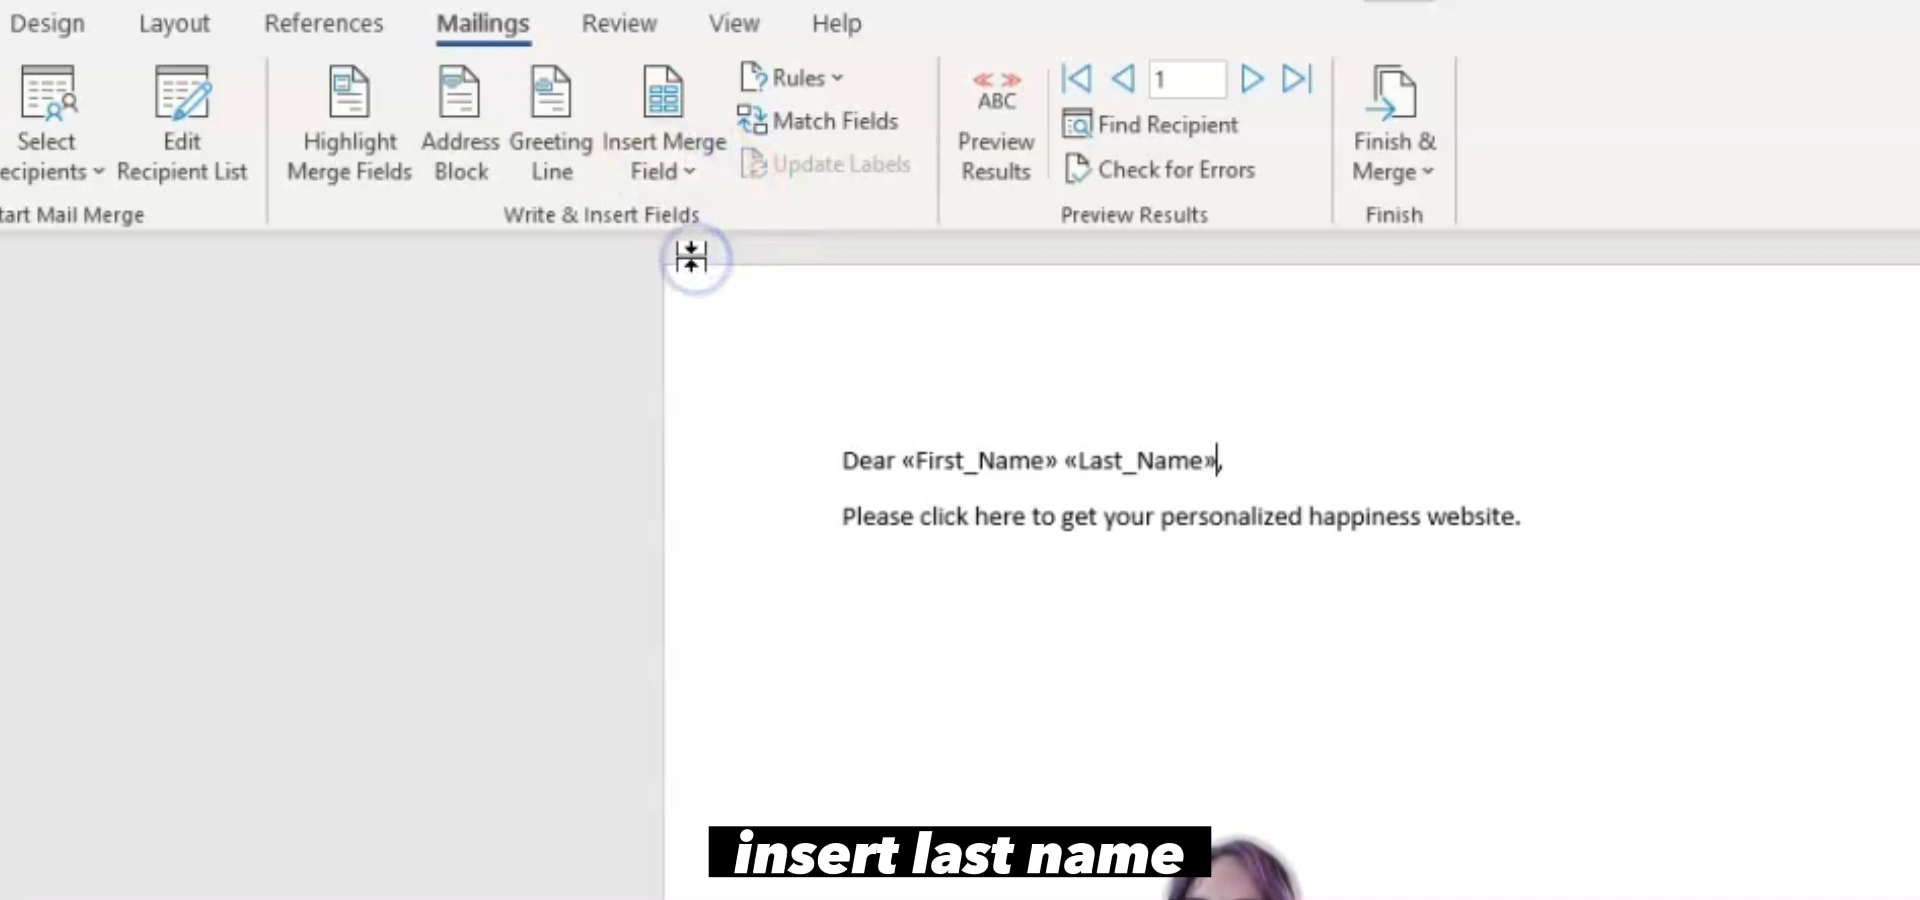 Design Layout References Mailings Review View Help
Select
ecipients
Edit
Recipient List
tart Mail Merge
Highlight
Merge Fields
Address
Block
Greeting
Line
Insert Merge
Field
Rules
Match Fields
Update Labels
Write & Insert Fields
ABC
Preview
Results
1
Find Recipient
Check for Errors
Preview Results
Finish &
Merge
Finish
Dear «First_Name» «Last_Name»,
Please click here to get your personalized happiness website.
insert last name